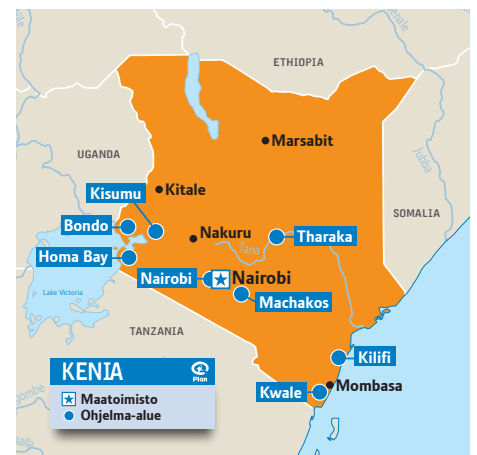 ETHIOPIA
Marsabit
UGANDA
Kisumu
Kitale
SOMALIA
Jubba
Bondo
Nakuru
Tharaka
Tana
Homa Bay
Nairobi
Nairobi
Lake Victoria
Machakos
TANZANIA
Kilifi
KENIA
Plan
Kwale
Mombasa
Maatoimisto
Ohjelma-alue